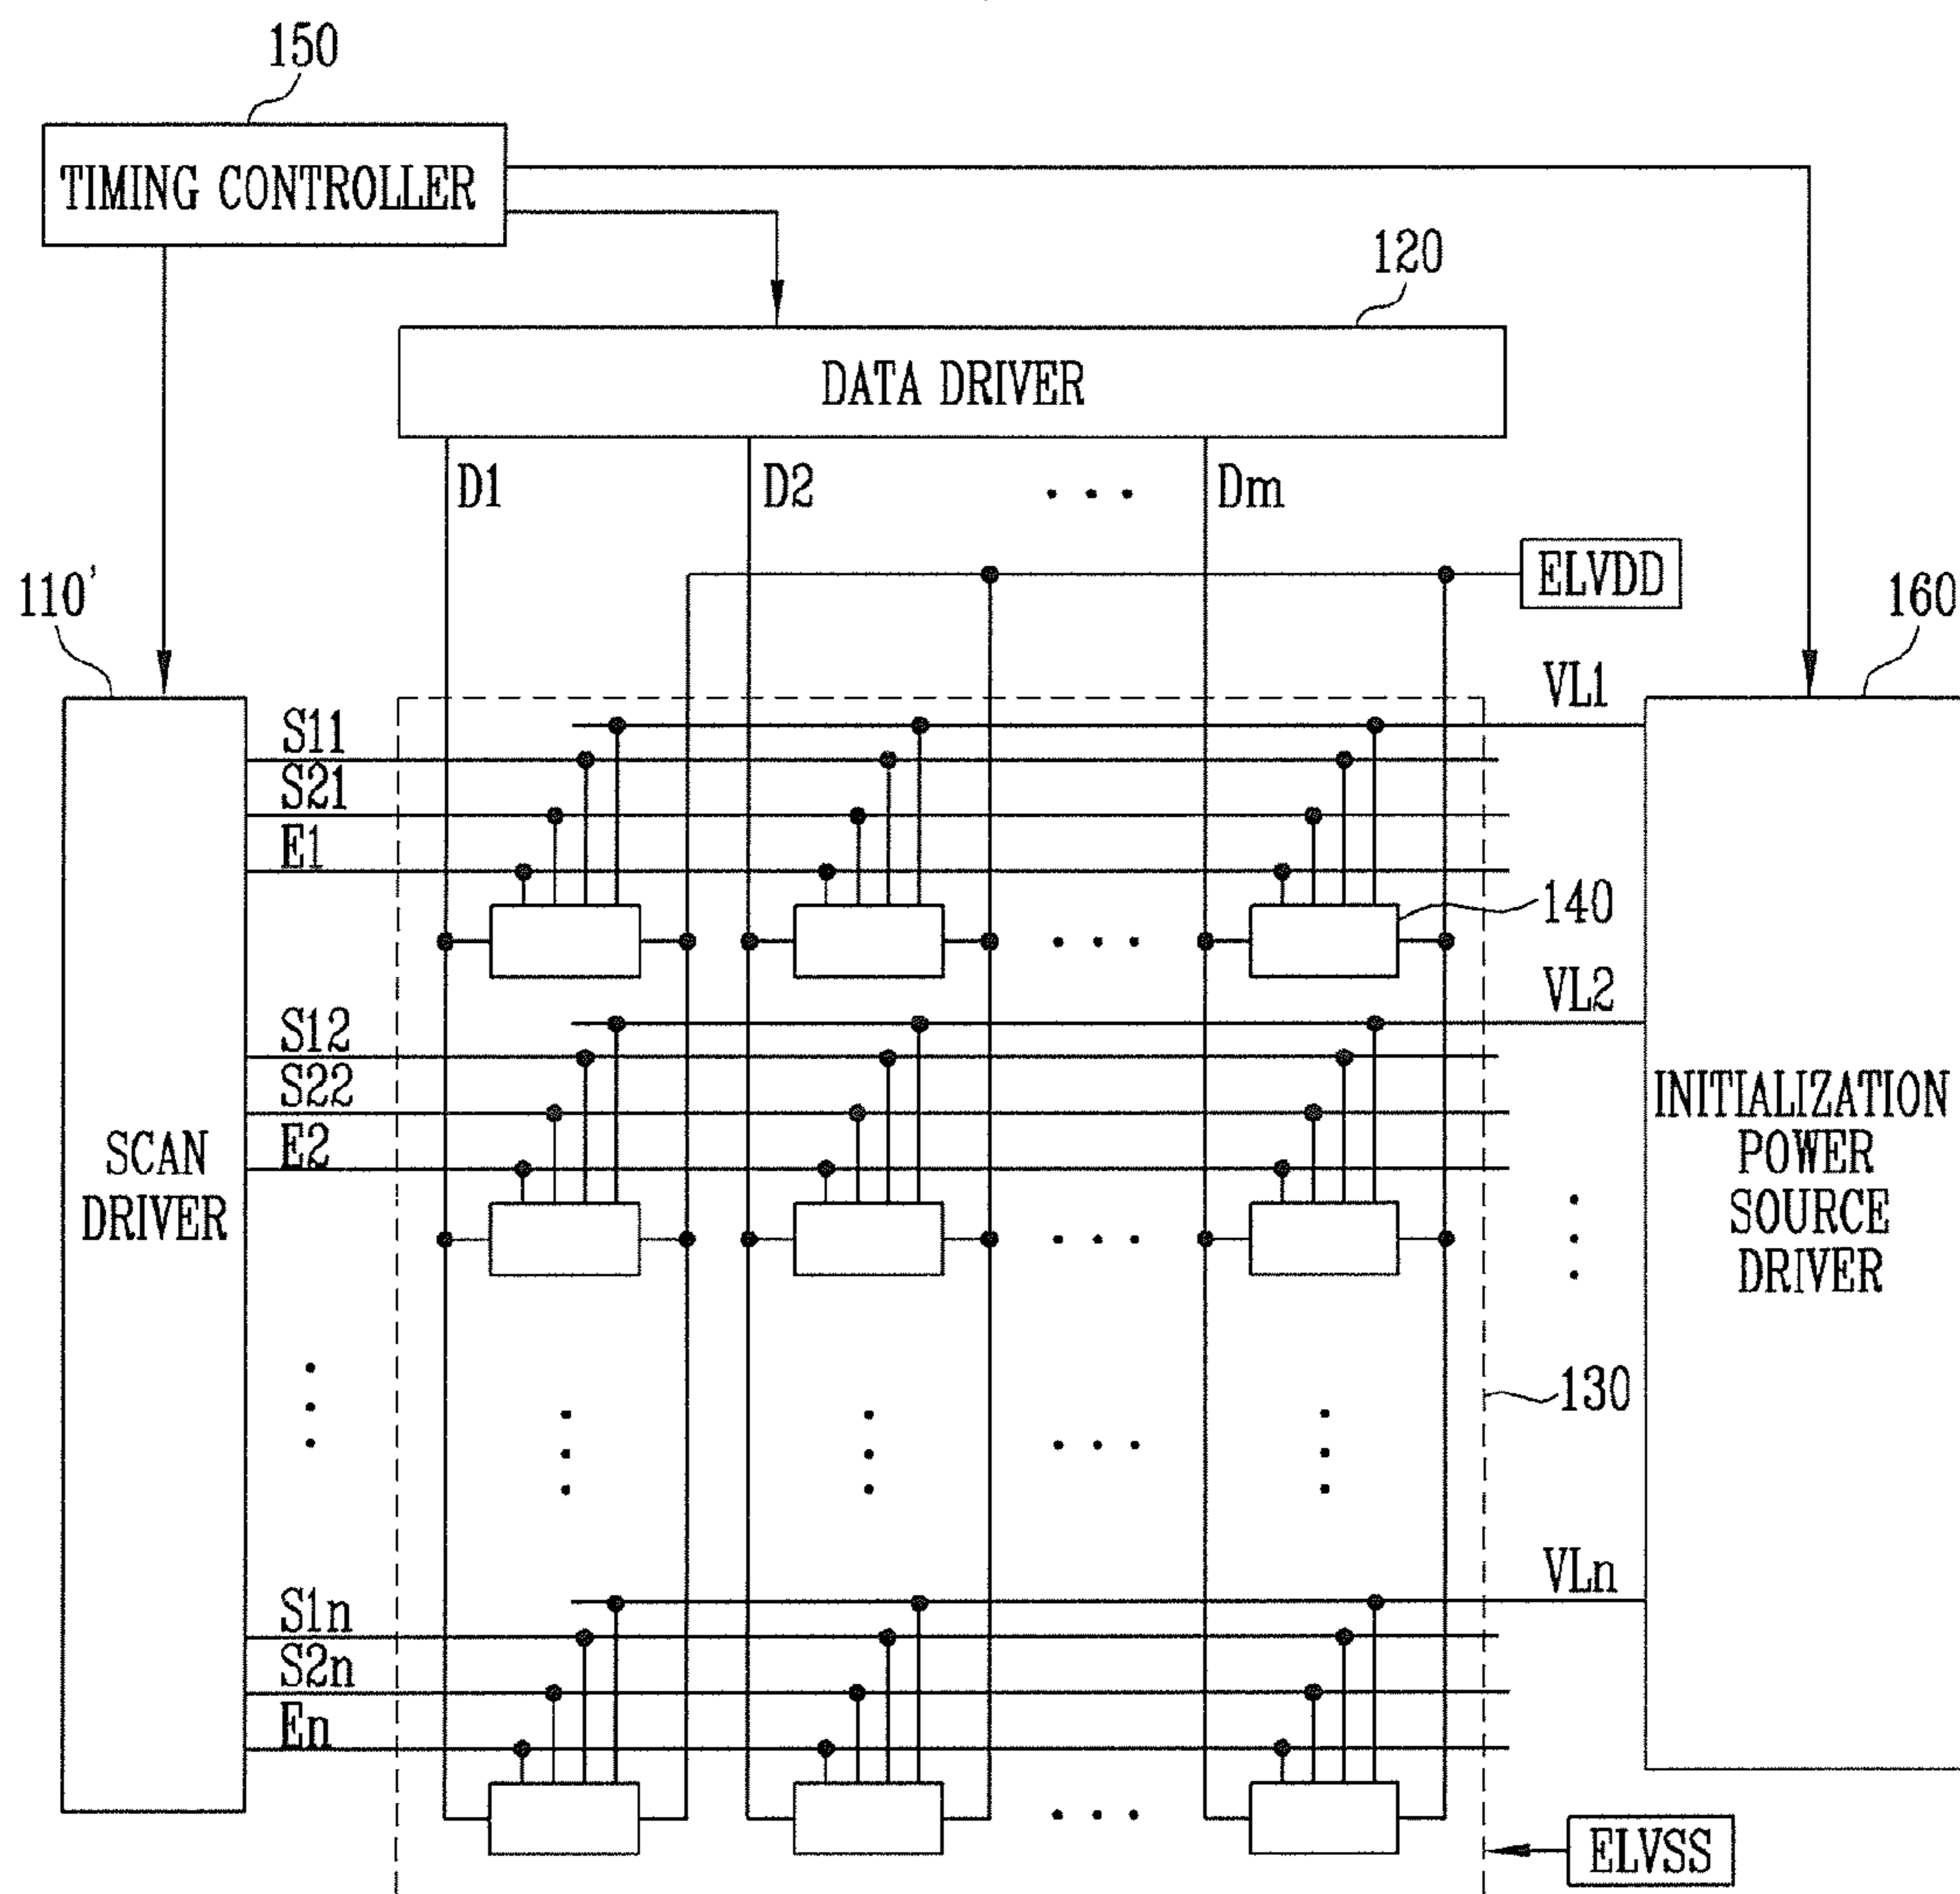 150
TIMING CONTROLLER
120
DATA DRIVER
D1 D2 . . . Dm
ELVDD
110'
160
VL1
S11
S21
E1
140
VL2
S12
S22
E2
SCAN
DRIVER
INITIALIZATION
POWER
SOURCE
DRIVER
130
VLn
S1n
S2n
En
ELVSS